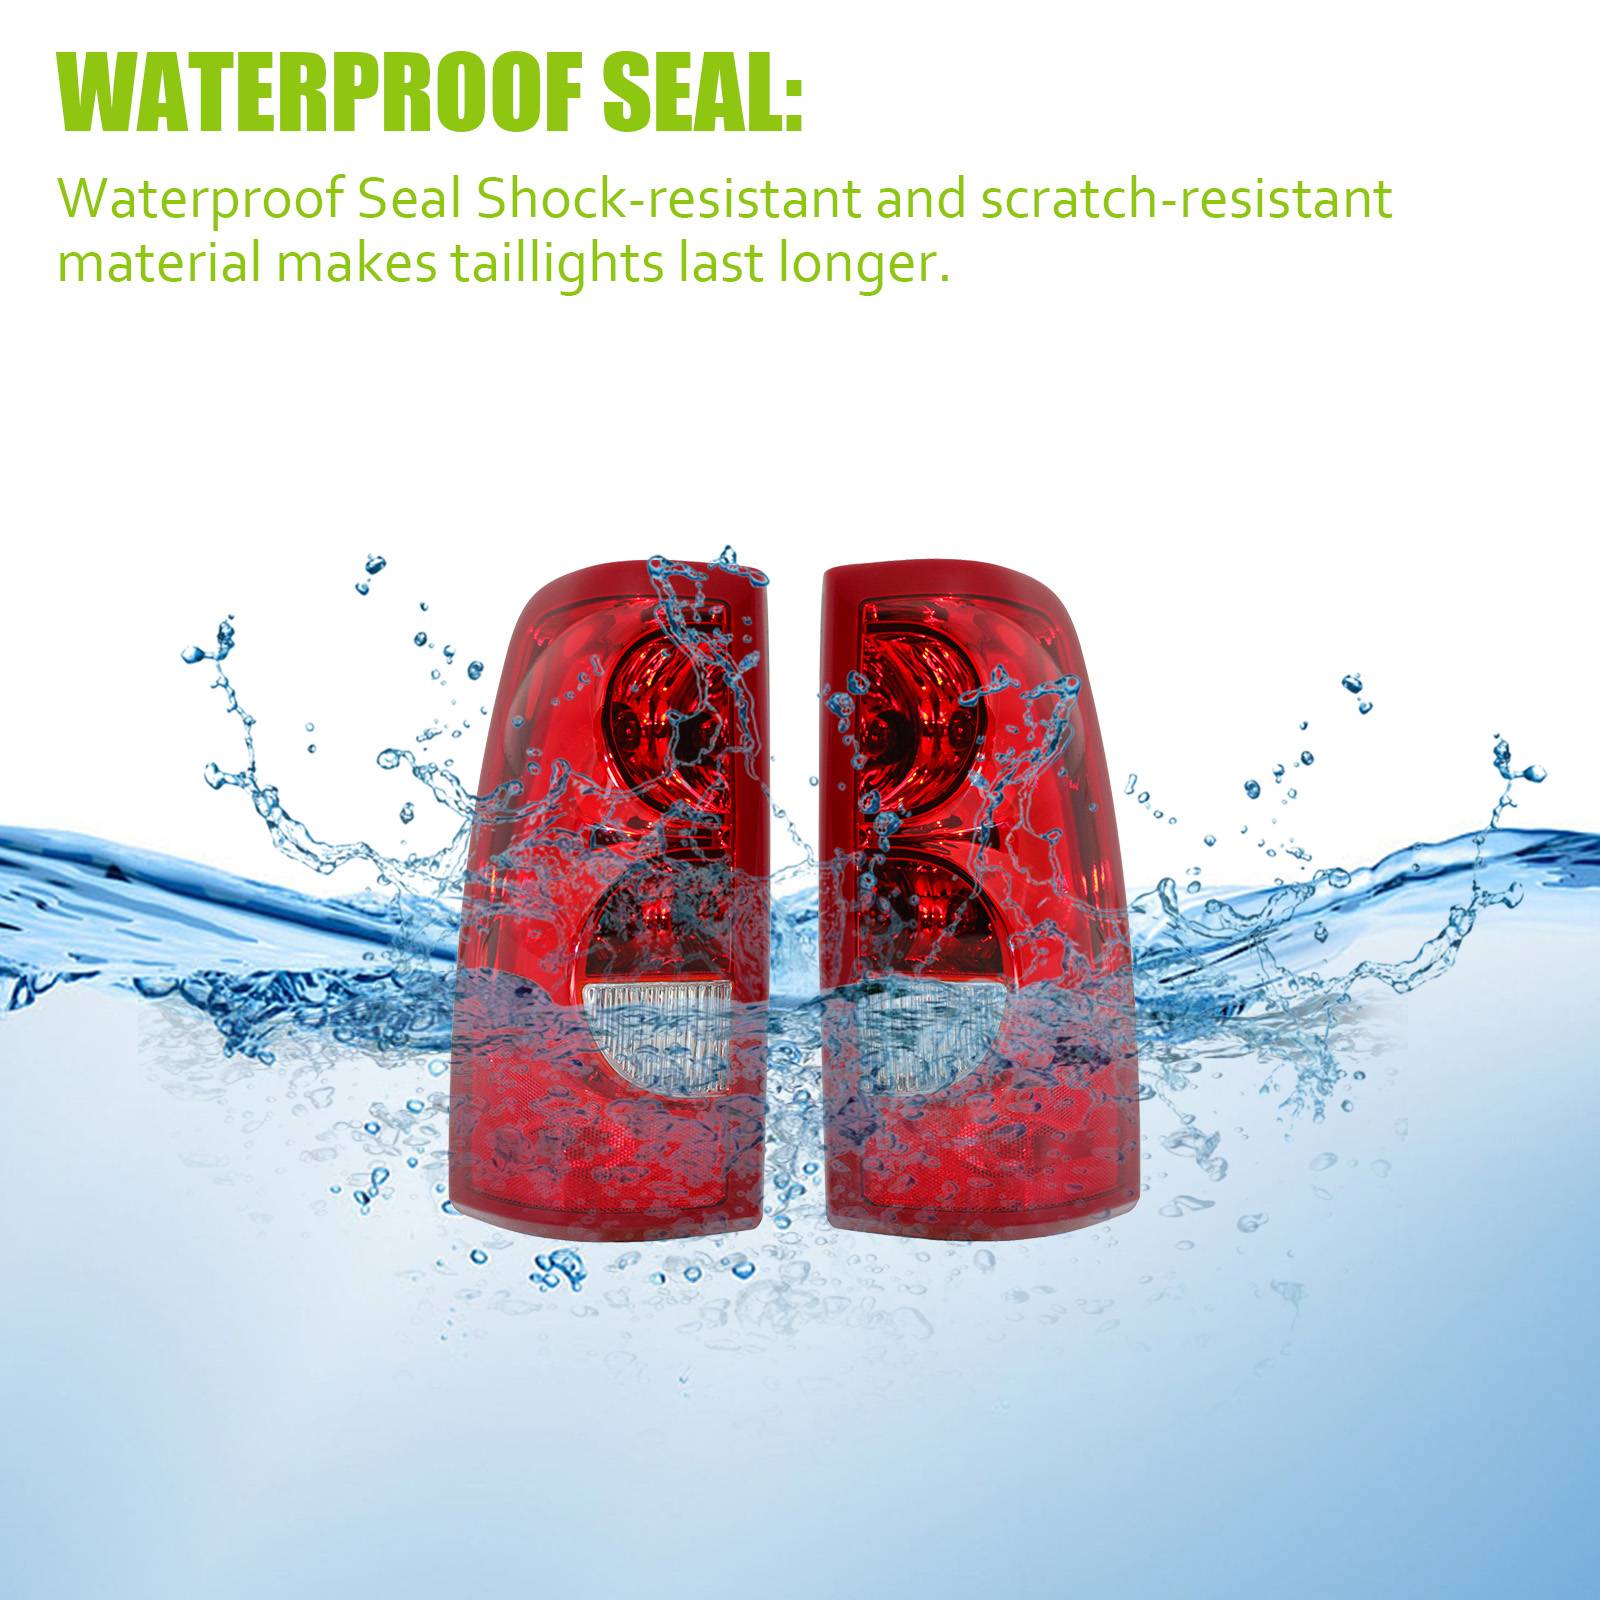 WATERPROOF SEAL:
Waterproof Seal Shock-resistant and scratch-resistant
material makes taillights last longer.